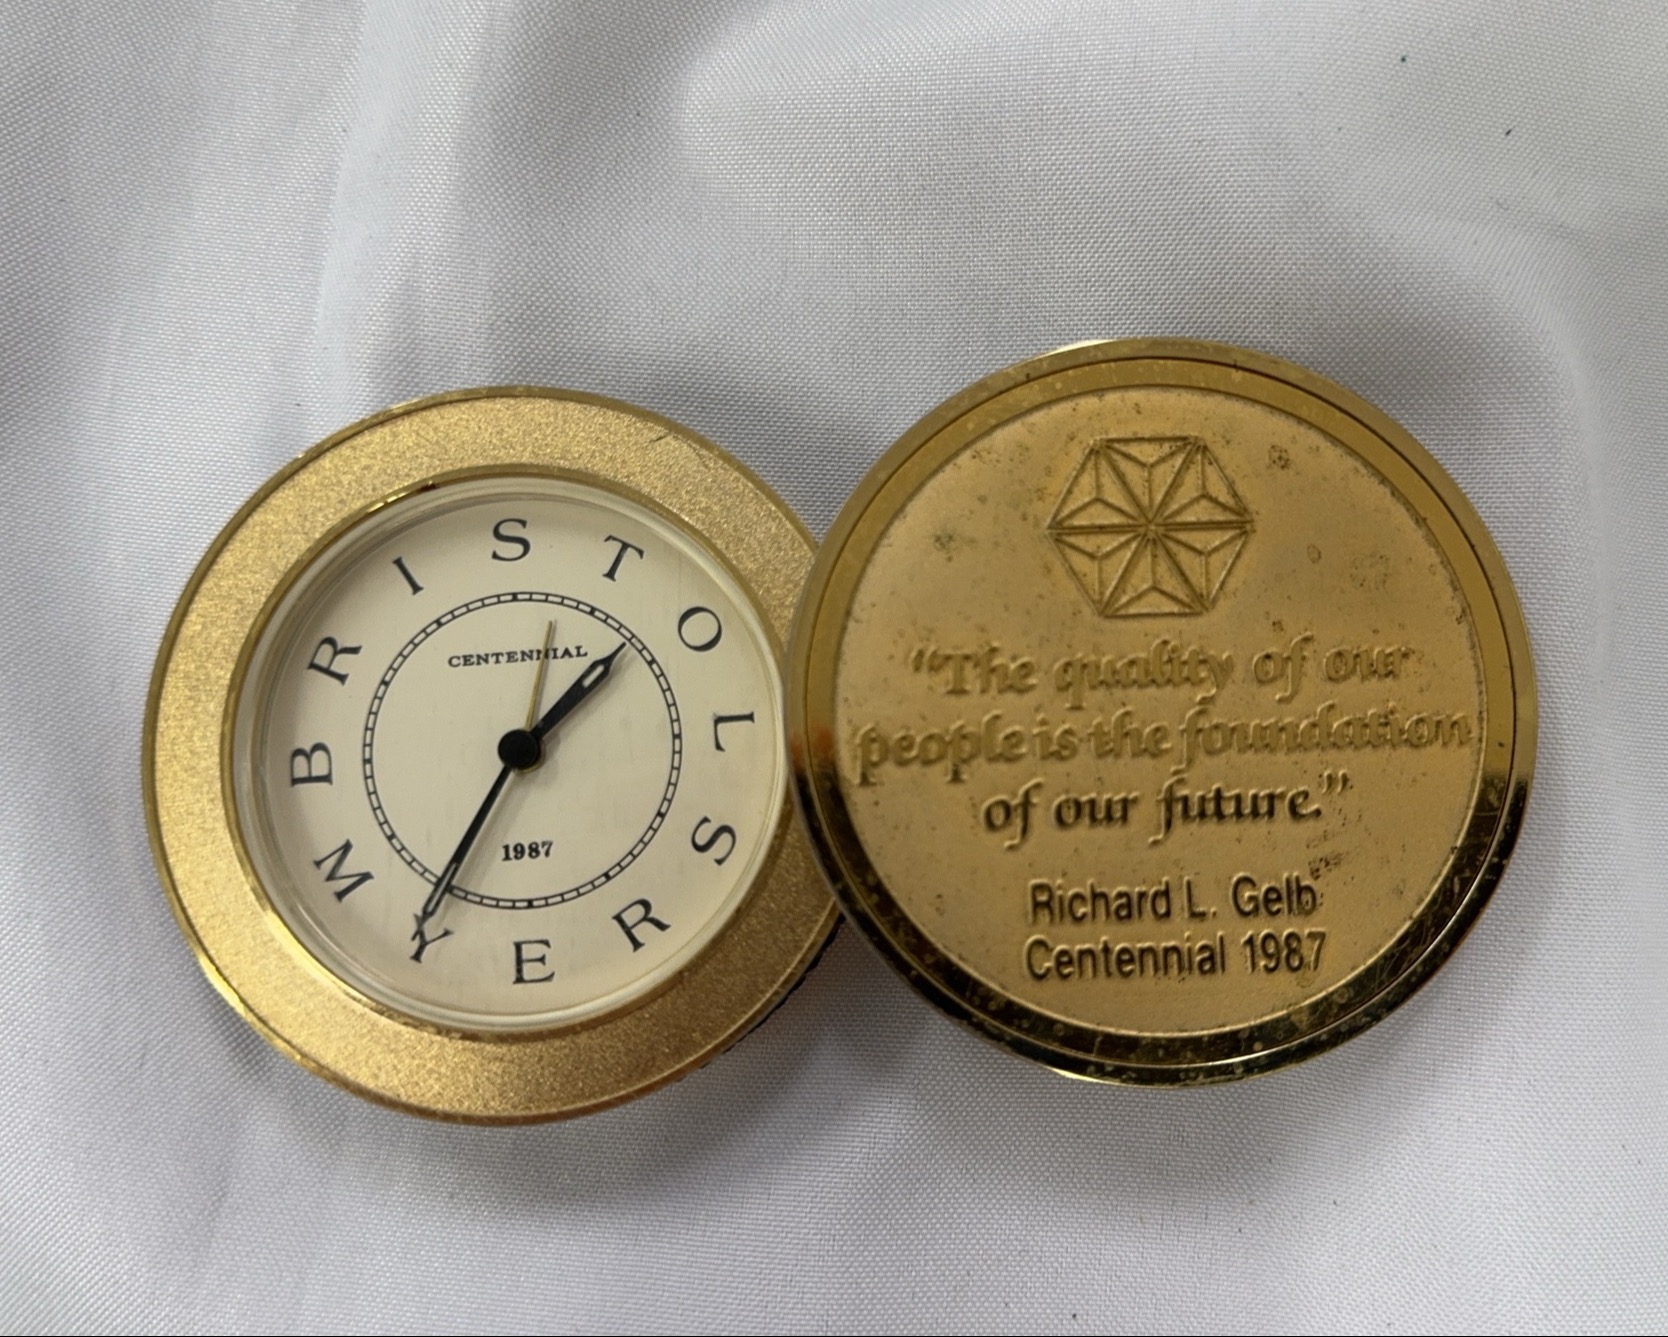 BRISTOL
MYERS
CENTENNIAL
1987
“The quality of our
people is the foundation
of our future.”
Richard L. Gelb
Centennial 1987